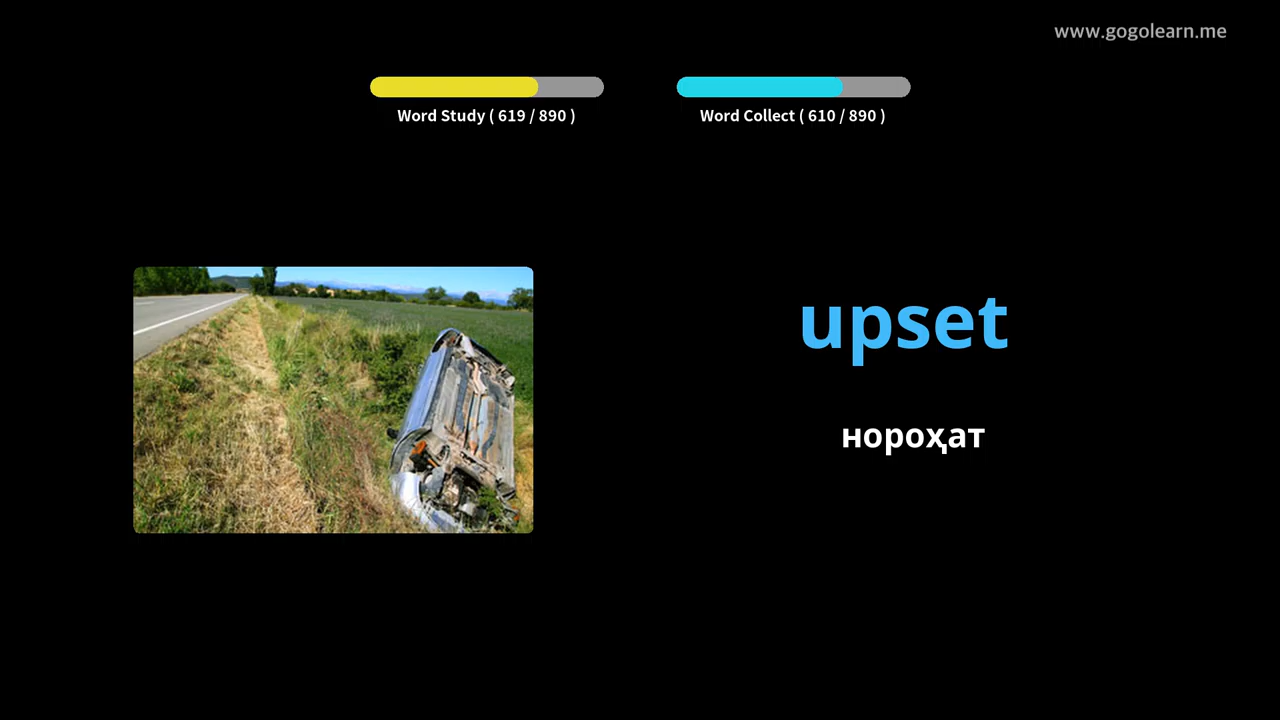 www.gogolearn.me
Word Study ( 619 / 890 )
Word Collect ( 610 / 890 )
upset
нороҳат